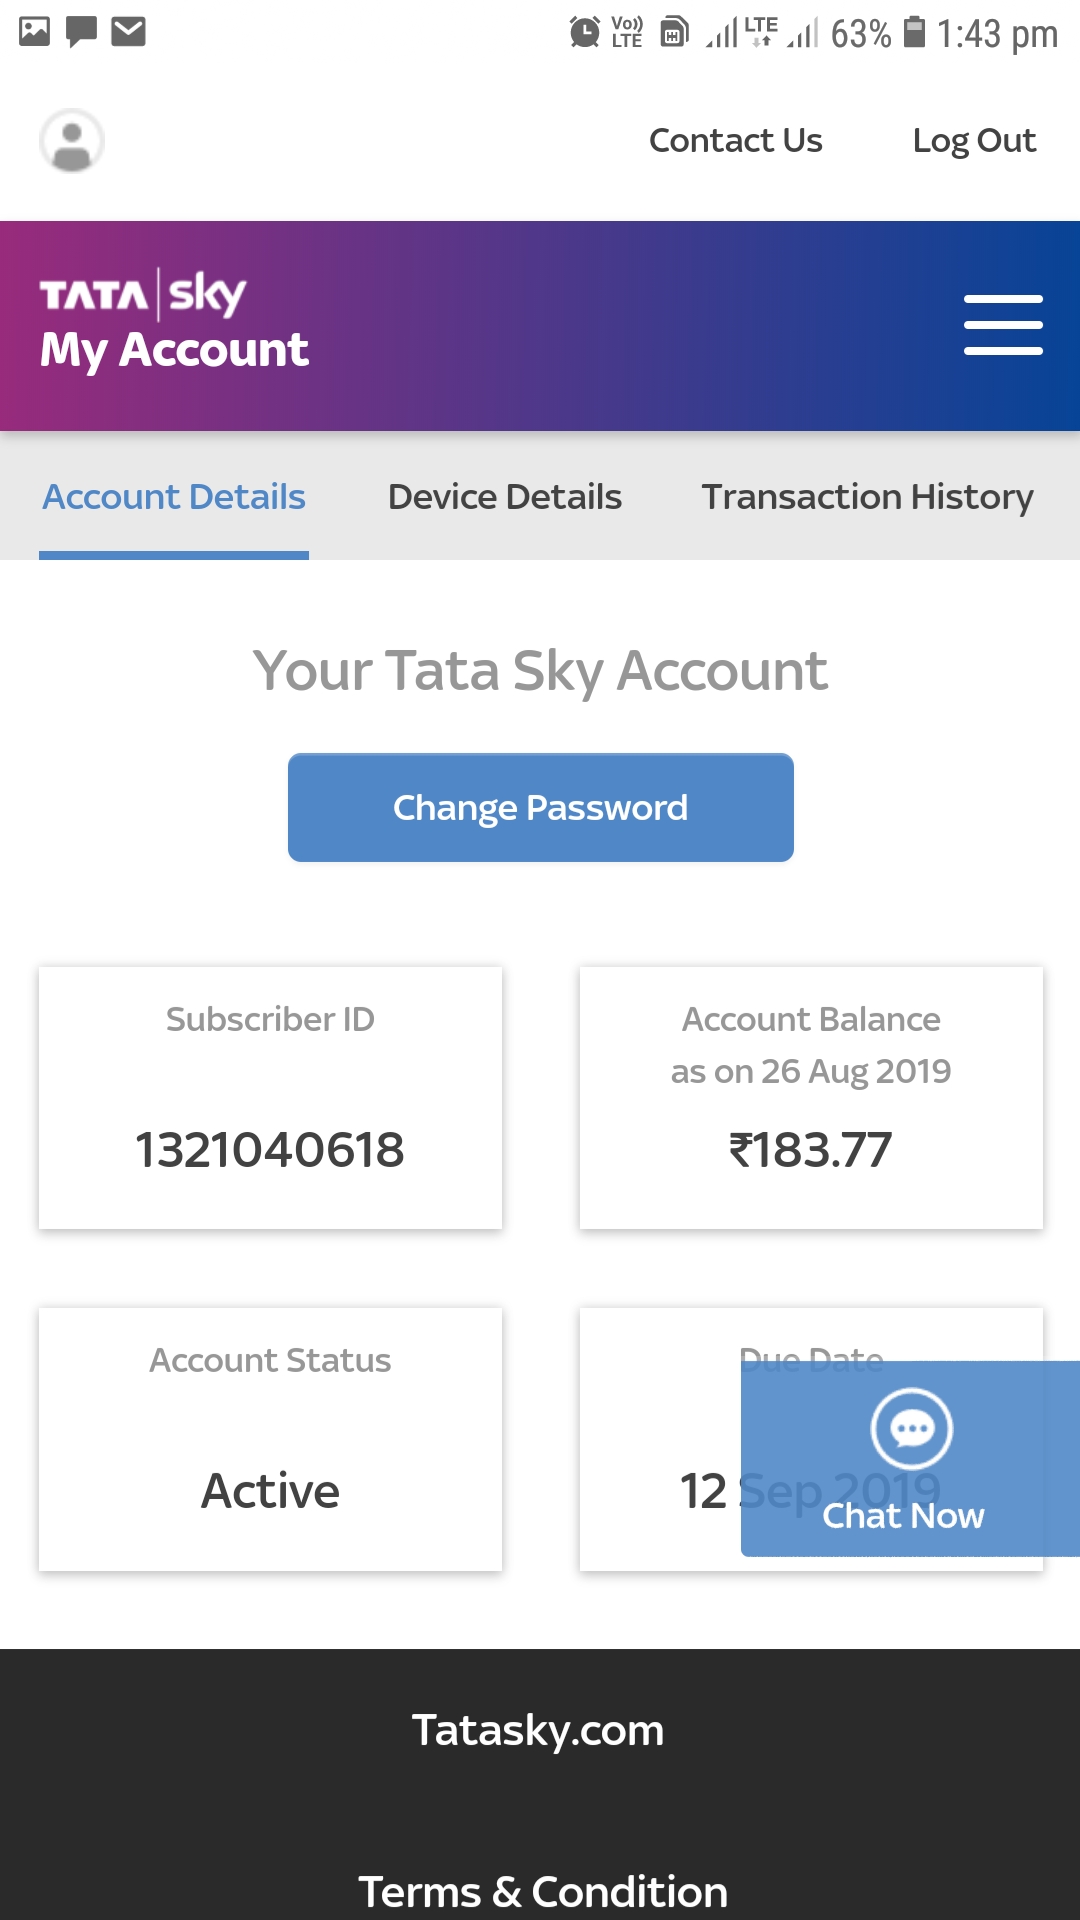 Vo)) LTE LTE 63% 1:43 pm
Contact Us Log Out
TATA sky
My Account
Account Details Device Details Transaction History
Your Tata Sky Account
Change Password
Subscriber ID
1321040618
Account Balance
as on 26 Aug 2019
₹183.77
Account Status
Active
Due Date
12 Sep 2019
Chat Now
Tatasky.com
Terms & Condition